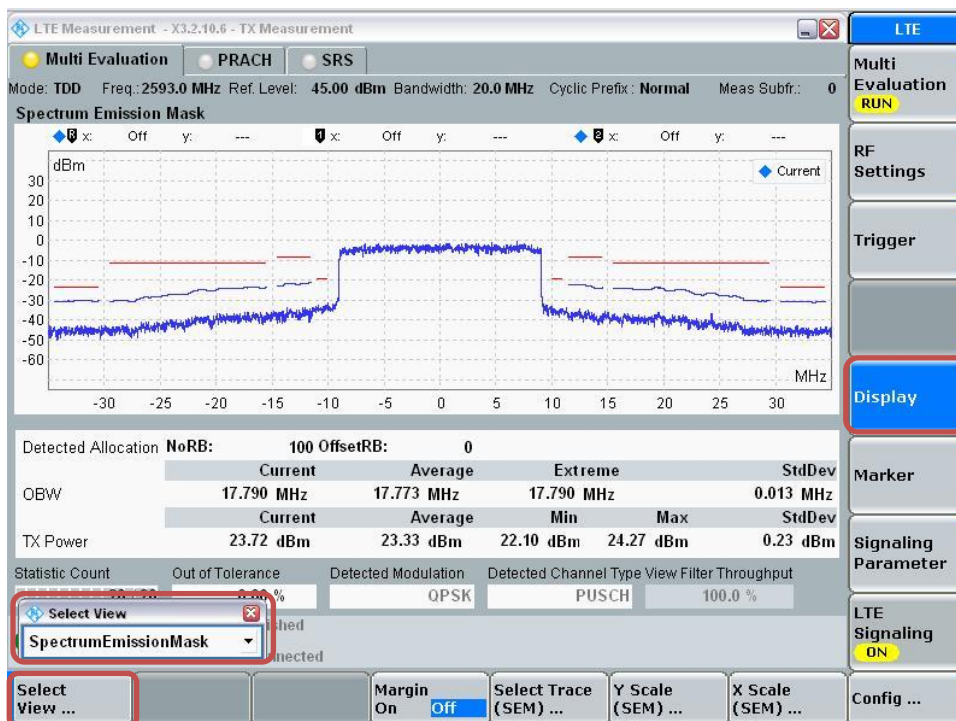 LTE Measurement - X3.2.10.6 - TX Measurement
LTE
Multi Evaluation PRACH SRS
Multi Evaluation RUN
Mode: TDD Freq.: 2593.0 MHz Ref. Level: 45.00 dBm Bandwidth: 20.0 MHz Cyclic Prefix: Normal Meas Subfr.: 0
Spectrum Emission Mask
R x: Off y: --- 1 x: Off y: --- 2 x: Off y: ---
dBm
Current
30
20
10
0
-10
-20
-30
-40
-50
-60
MHz
-30 -25 -20 -15 -10 -5 0 5 10 15 20 25 30
RF Settings
Trigger
Display
Marker
Signaling Parameter
LTE Signaling ON
Config ...
Detected Allocation NoRB: 100 OffsetRB: 0
Current Average Extreme StdDev
OBW 17.790 MHz 17.773 MHz 17.790 MHz 0.013 MHz
Current Average Min Max StdDev
TX Power 23.72 dBm 23.33 dBm 22.10 dBm 24.27 dBm 0.23 dBm
Statistic Count Out of Tolerance Detected Modulation Detected Channel Type View Filter Throughput
% QPSK PUSCH 100.0 %
Select View
SpectrumEmissionMask
Select View ...
Margin On Off
Select Trace (SEM) ...
Y Scale (SEM) ...
X Scale (SEM) ...